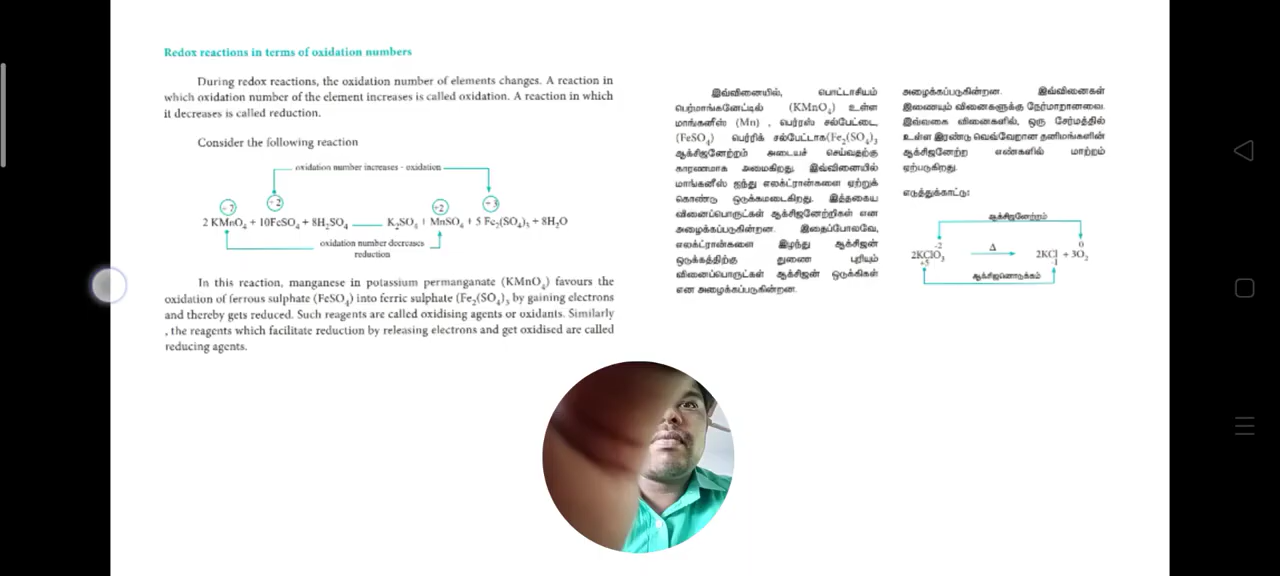 Redox reactions in terms of oxidation numbers
During redox reactions, the oxidation number of elements changes. A reaction in
which oxidation number of the element increases is called oxidation. A reaction in which
it decreases is called reduction.
Consider the following reaction
oxidation number increases - oxidation
+7 +2 +2 +3
2 KMnO₄ + 10FeSO₄ + 8H₂SO₄ K₂SO₄ + MnSO₄ + 5 Fe₂(SO₄)₃ + 8H₂O
oxidation number decreases
reduction
In this reaction, manganese in potassium permanganate (KMnO₄) favours the
oxidation of ferrous sulphate (FeSO₄) into ferric sulphate (Fe₂(SO₄)₃ by gaining electrons
and thereby gets reduced. Such reagents are called oxidising agents or oxidants. Similarly
, the reagents which facilitate reduction by releasing electrons and get oxidised are called
reducing agents.
இவ்வினையில், பொட்டாசியம்
பெர்மாங்கனேட்டில் (KMnO₄) உள்ள
மாங்கனீஸ் (Mn) , பெர்ரஸ் சல்பேட்டை,
(FeSO₄) பெர்ரிக் சல்பேட்டாக(Fe₂(SO₄)₃
ஆக்சிஜனேற்றம் அடையச் செய்வதற்கு
காரணமாக அமைகிறது. இவ்வினையில்
மாங்கனீஸ் ஐந்து எலக்ட்ரான்களை ஏற்றுக்
கொண்டு ஒடுக்கமடைகிறது. இத்தகைய
வினைப்பொருட்கள் ஆக்சிஜனேற்றிகள் என
அழைக்கப்படுகின்றன. இதைப்போலவே,
எலக்ட்ரான்களை இழந்து ஆக்சிஜன்
ஒடுக்கத்திற்கு துணை புரியும்
வினைப்பொருட்கள் ஆக்சிஜன் ஒடுக்கிகள்
என அழைக்கப்படுகின்றன.
அழைக்கப்படுகின்றன. இவ்வினைகள்
இணையும் வினைகளுக்கு நேர்மாறானவை.
இவ்வகை வினைகளில், ஒரு சேர்மத்தில்
உள்ள இரண்டு வெவ்வேறான தனிமங்களின்
ஆக்சிஜனேற்ற எண்களில் மாற்றம்
ஏற்படுகிறது.
எடுத்துக்காட்டு:
ஆக்சிஜனேற்றம்
-2 0
2KClO₃ Δ 2KCl + 3O₂
+5 -1
ஆக்சிஜனொடுக்கம்